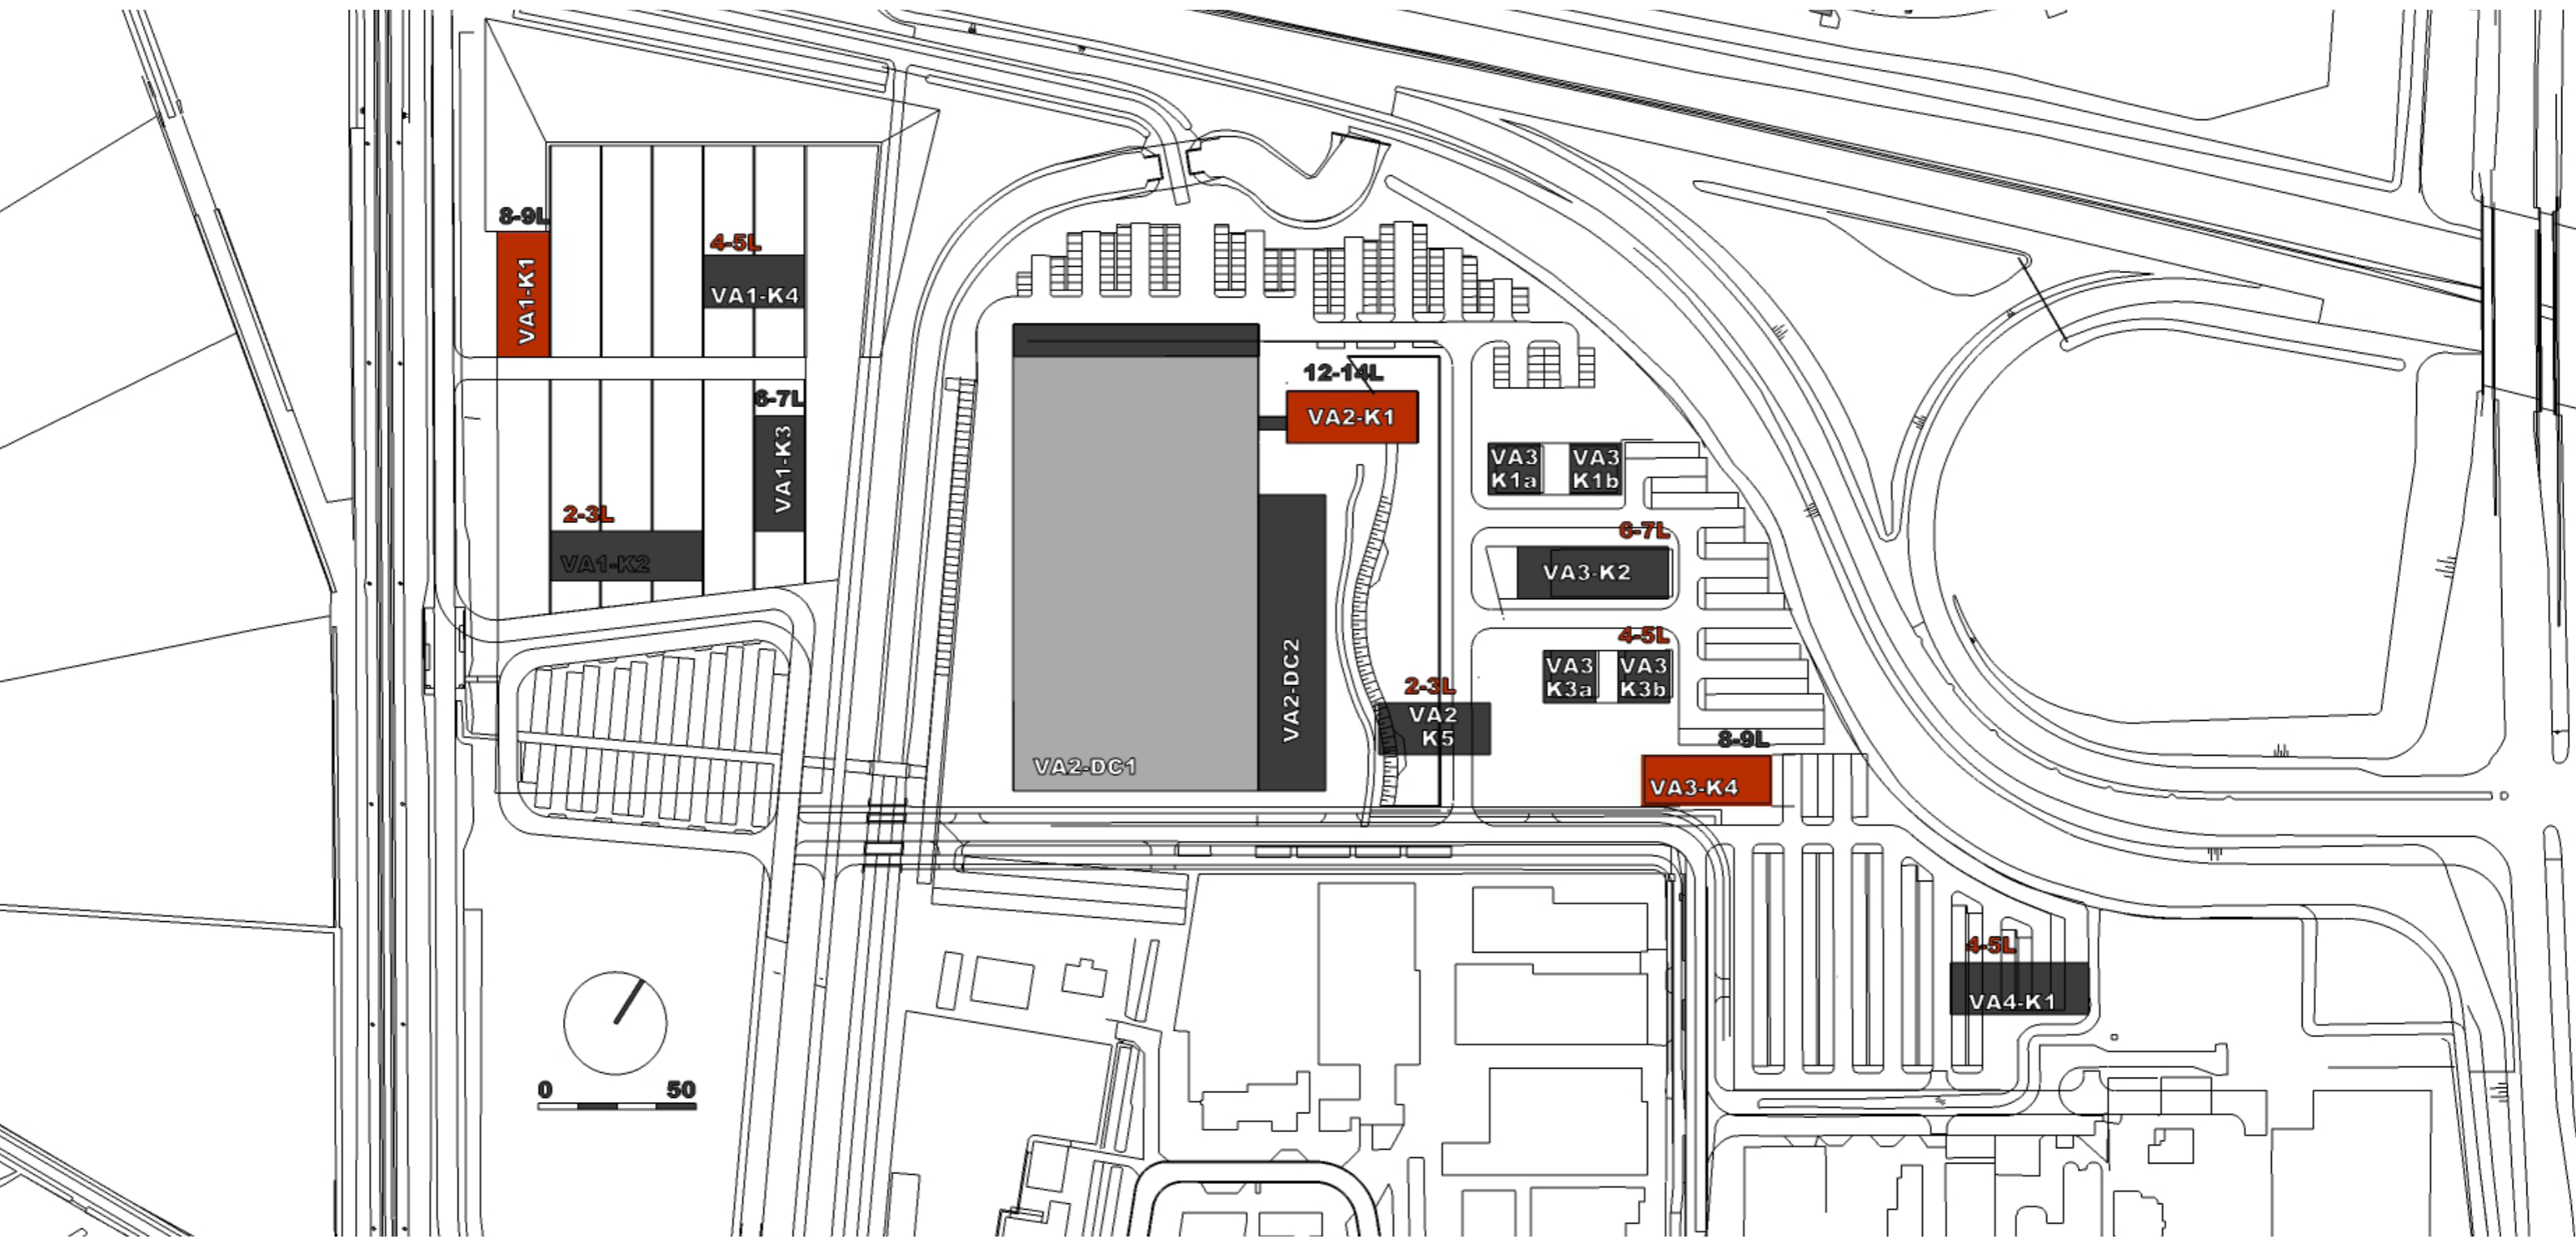 8-9L
VA1-K1
4-5L
VA1-K4
6-7L
VA1-K3
2-3L
VA1-K2
12-14L
VA2-K1
VA2-DC1
VA2-DC2
2-3L
VA2
K5
VA3
K1a
VA3
K1b
6-7L
VA3-K2
4-5L
VA3
K3a
VA3
K3b
8-9L
VA3-K4
4-5L
VA4-K1
0
50